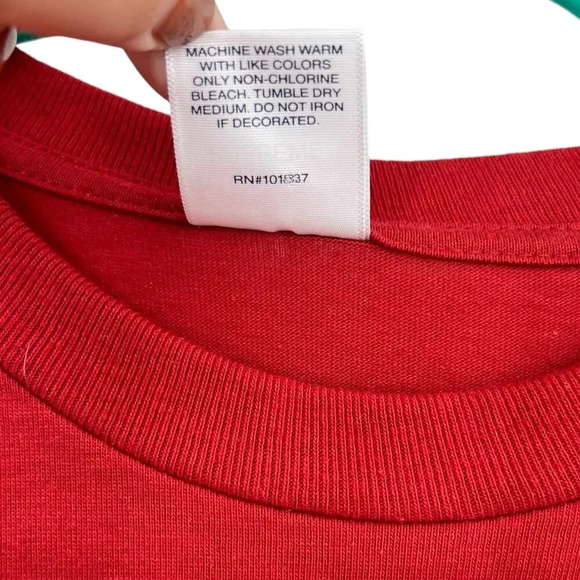 MACHINE WASH WARM
WITH LIKE COLORS
ONLY NON-CHLORINE
BLEACH. TUMBLE DRY
MEDIUM. DO NOT IRON
IF DECORATED.